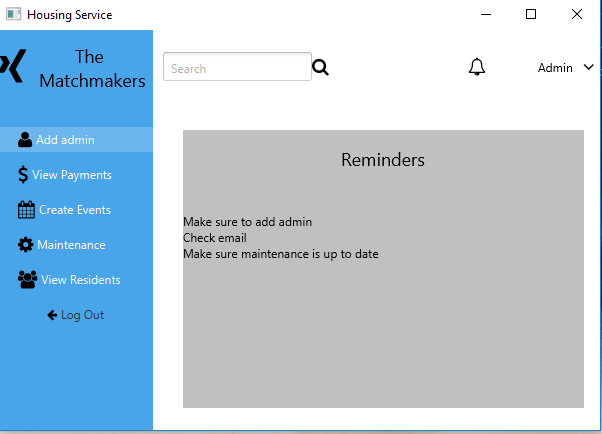 Housing Service
The
Matchmakers
Search
Admin
Add admin
View Payments
Create Events
Maintenance
View Residents
Log Out
Reminders
Make sure to add admin
Check email
Make sure maintenance is up to date